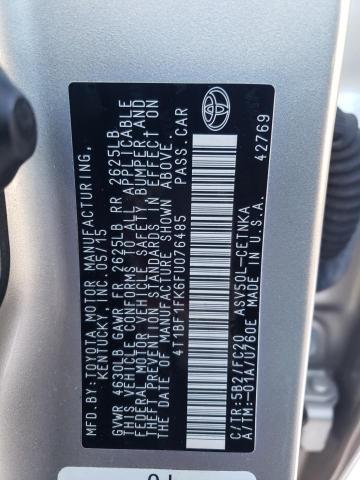 TOYOTA MOTOR MANUFACTURING,
KENTUCKY, INC. 05/15
GVWR 4630LB GAWR FR 2625LB RR 2625LB
THIS VEHICLE CONFORMS TO ALL APPLICABLE
FEDERAL MOTOR VEHICLE SAFETY, BUMPER, AND
THEFT PREVENTION STANDARDS IN EFFECT ON
THE DATE OF MANUFACTURE SHOWN ABOVE.
4T1BF1FK6FU076485 PASS.CAR
C/TR:5B2/FC20 ASV50L-CETNKA
A/TM:-01A/U760E MADE IN U.S.A.
42769